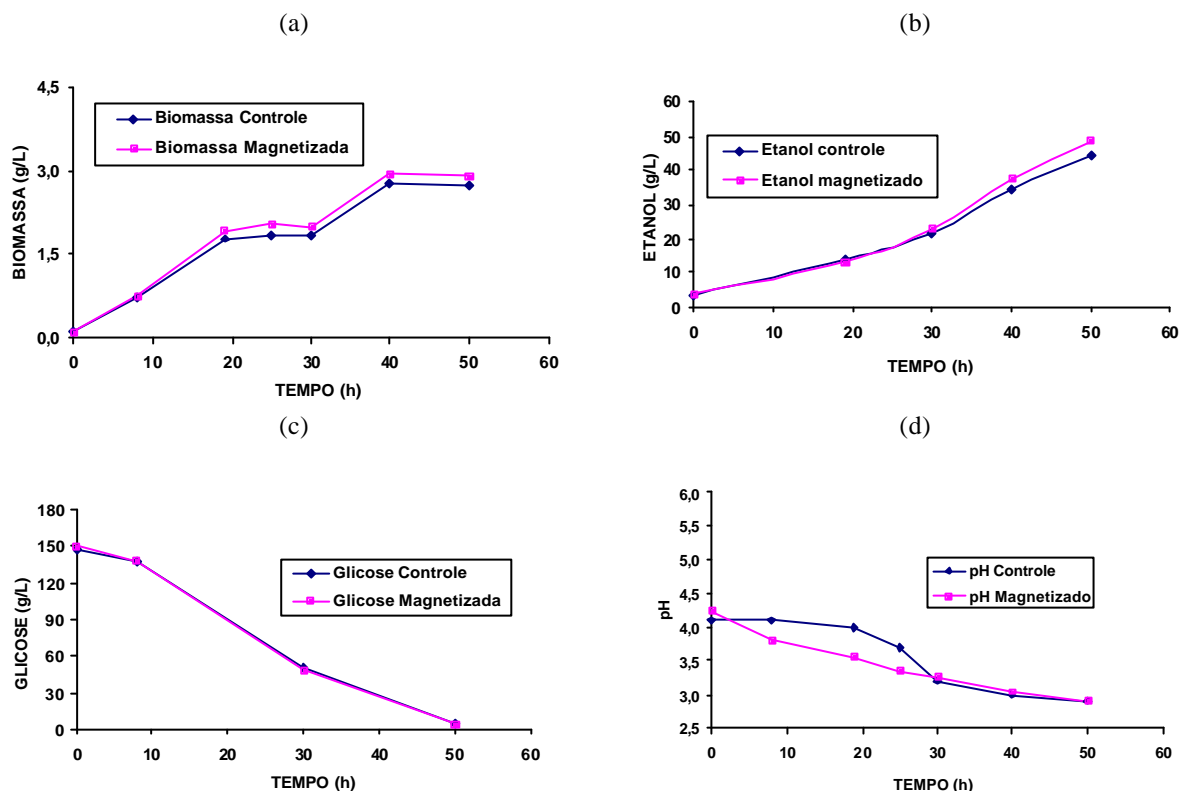 (a)
BIOMASSA (g/L)
4,5
3,0
1,5
0,0
Biomassa Controle
Biomassa Magnetizada
0 10 20 30 40 50 60
TEMPO (h)
(b)
ETANOL (g/L)
60
50
40
30
20
10
0
Etanol controle
Etanol magnetizado
0 10 20 30 40 50 60
TEMPO (h)
(c)
GLICOSE (g/L)
180
150
120
90
60
30
0
Glicose Controle
Glicose Magnetizada
0 10 20 30 40 50 60
TEMPO (h)
(d)
pH
6,0
5,5
5,0
4,5
4,0
3,5
3,0
2,5
pH Controle
pH Magnetizado
0 10 20 30 40 50 60
TEMPO (h)